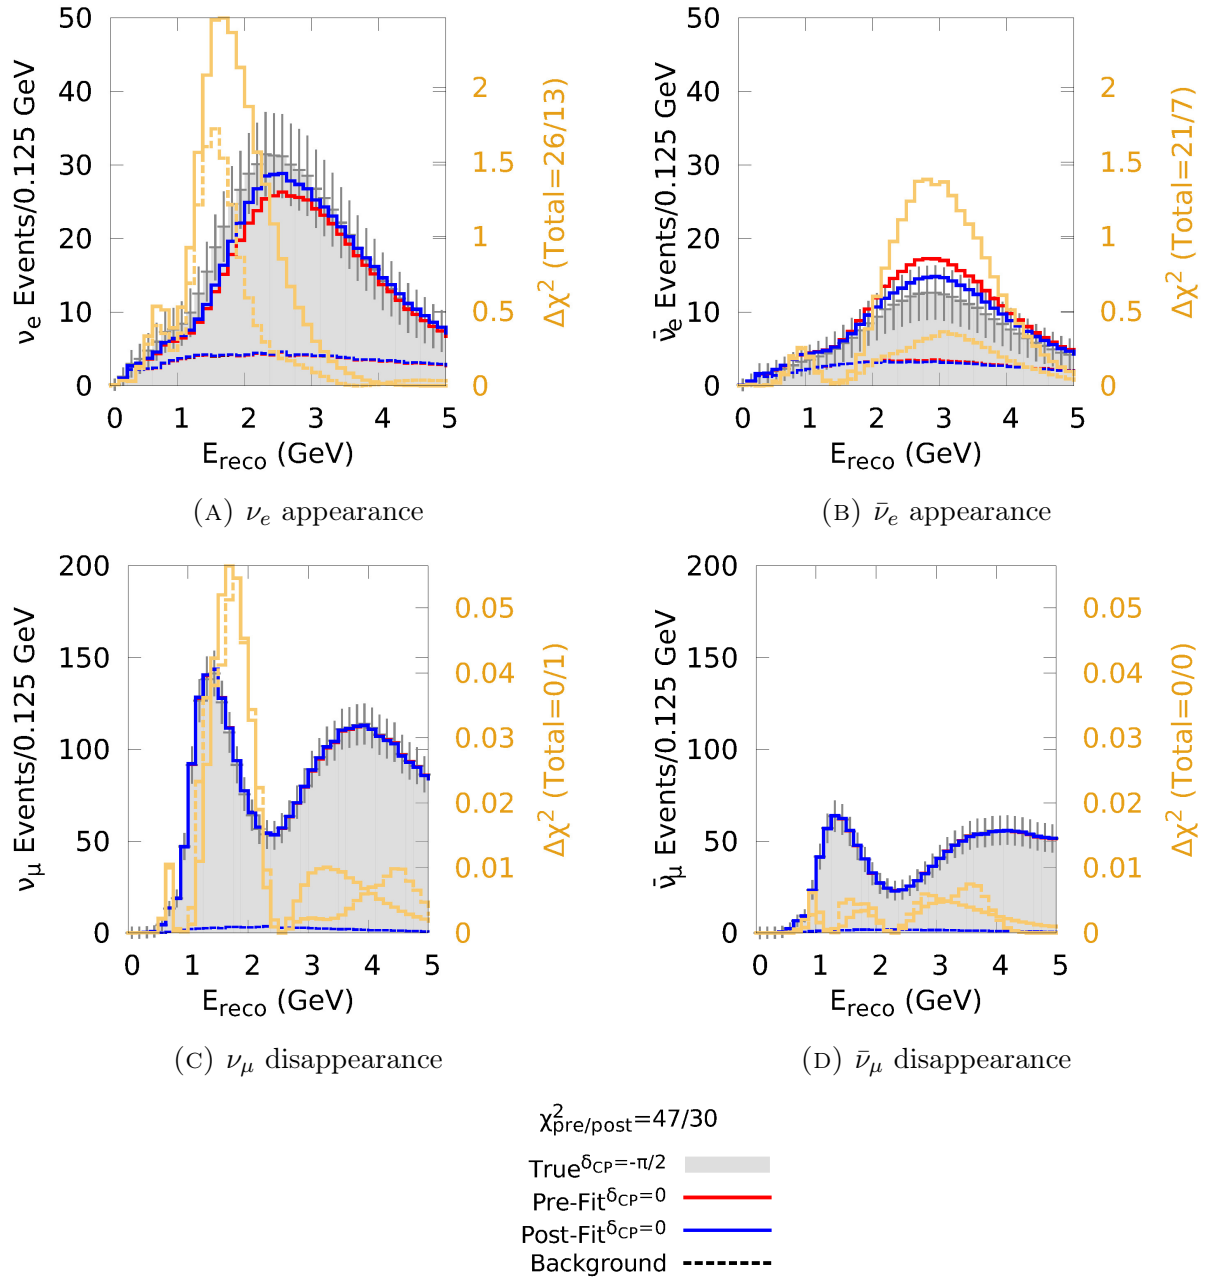 50
40
30
20
10
0
νe Events/0.125 GeV
2
1.5
1
0.5
0
Δχ² (Total=26/13)
0 1 2 3 4 5
Ereco (GeV)
(A) νe appearance
50
40
30
20
10
0
ν̄e Events/0.125 GeV
2
1.5
1
0.5
0
Δχ² (Total=21/7)
0 1 2 3 4 5
Ereco (GeV)
(B) ν̄e appearance
200
150
100
50
0
νμ Events/0.125 GeV
0.05
0.04
0.03
0.02
0.01
0
Δχ² (Total=0/1)
0 1 2 3 4 5
Ereco (GeV)
(C) νμ disappearance
200
150
100
50
0
ν̄μ Events/0.125 GeV
0.05
0.04
0.03
0.02
0.01
0
Δχ² (Total=0/0)
0 1 2 3 4 5
Ereco (GeV)
(D) ν̄μ disappearance
χ²pre/post=47/30
True δCP=-π/2
Pre-Fit δCP=0
Post-Fit δCP=0
Background